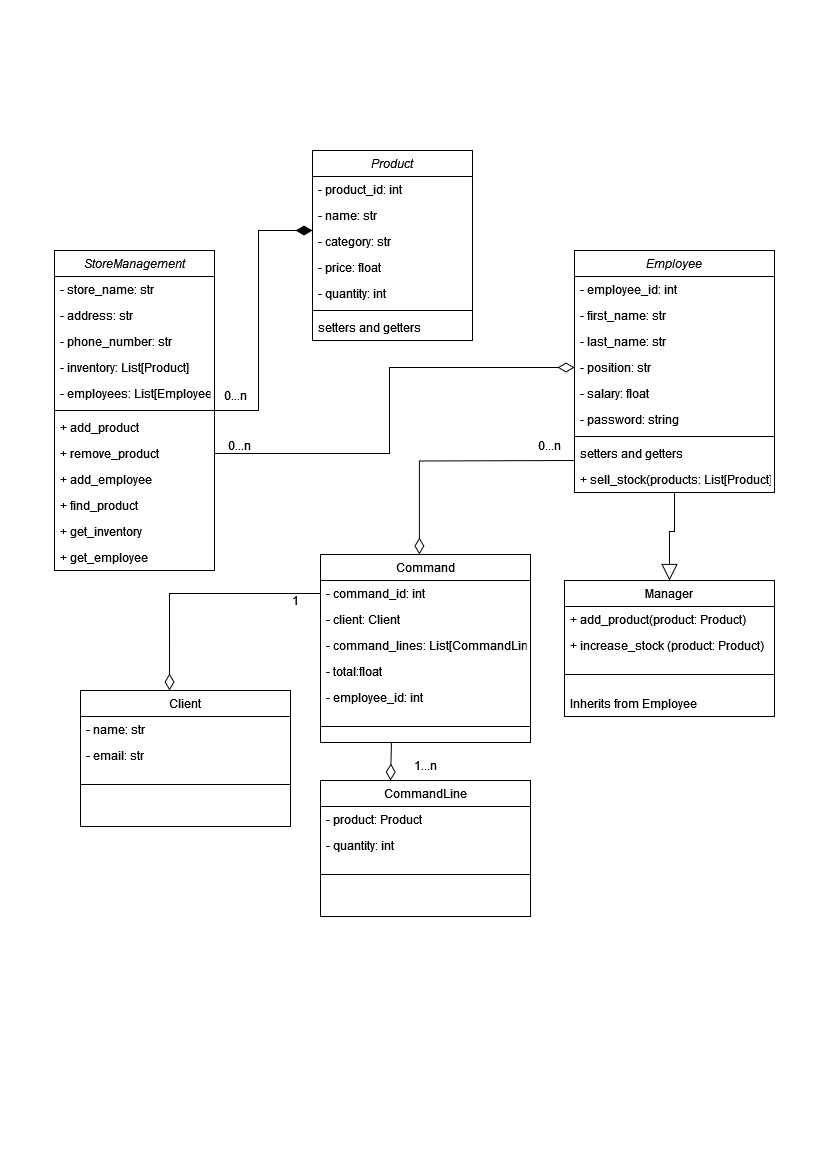 Product
- product_id: int
- name: str
- category: str
- price: float
- quantity: int
setters and getters
StoreManagement
- store_name: str
- address: str
- phone_number: str
- inventory: List[Product]
- employees: List[Employee
+ add_product
+ remove_product
+ add_employee
+ find_product
+ get_inventory
+ get_employee
0...n
0...n
Employee
- employee_id: int
- first_name: str
- last_name: str
- position: str
- salary: float
- password: string
setters and getters
+ sell_stock(products: List[Product]
0...n
Command
- command_id: int
- client: Client
- command_lines: List[CommandLin
- total:float
- employee_id: int
Manager
+ add_product(product: Product)
+ increase_stock (product: Product)
Inherits from Employee
1
Client
- name: str
- email: str
1...n
CommandLine
- product: Product
- quantity: int